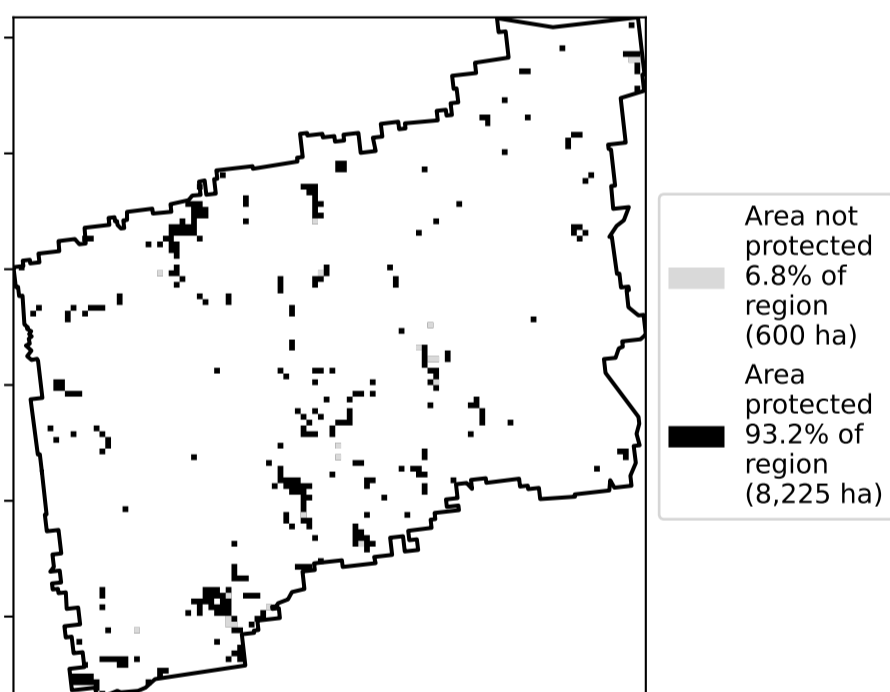 Area not
protected
6.8% of
region
(600 ha)
Area
protected
93.2% of
region
(8,225 ha)